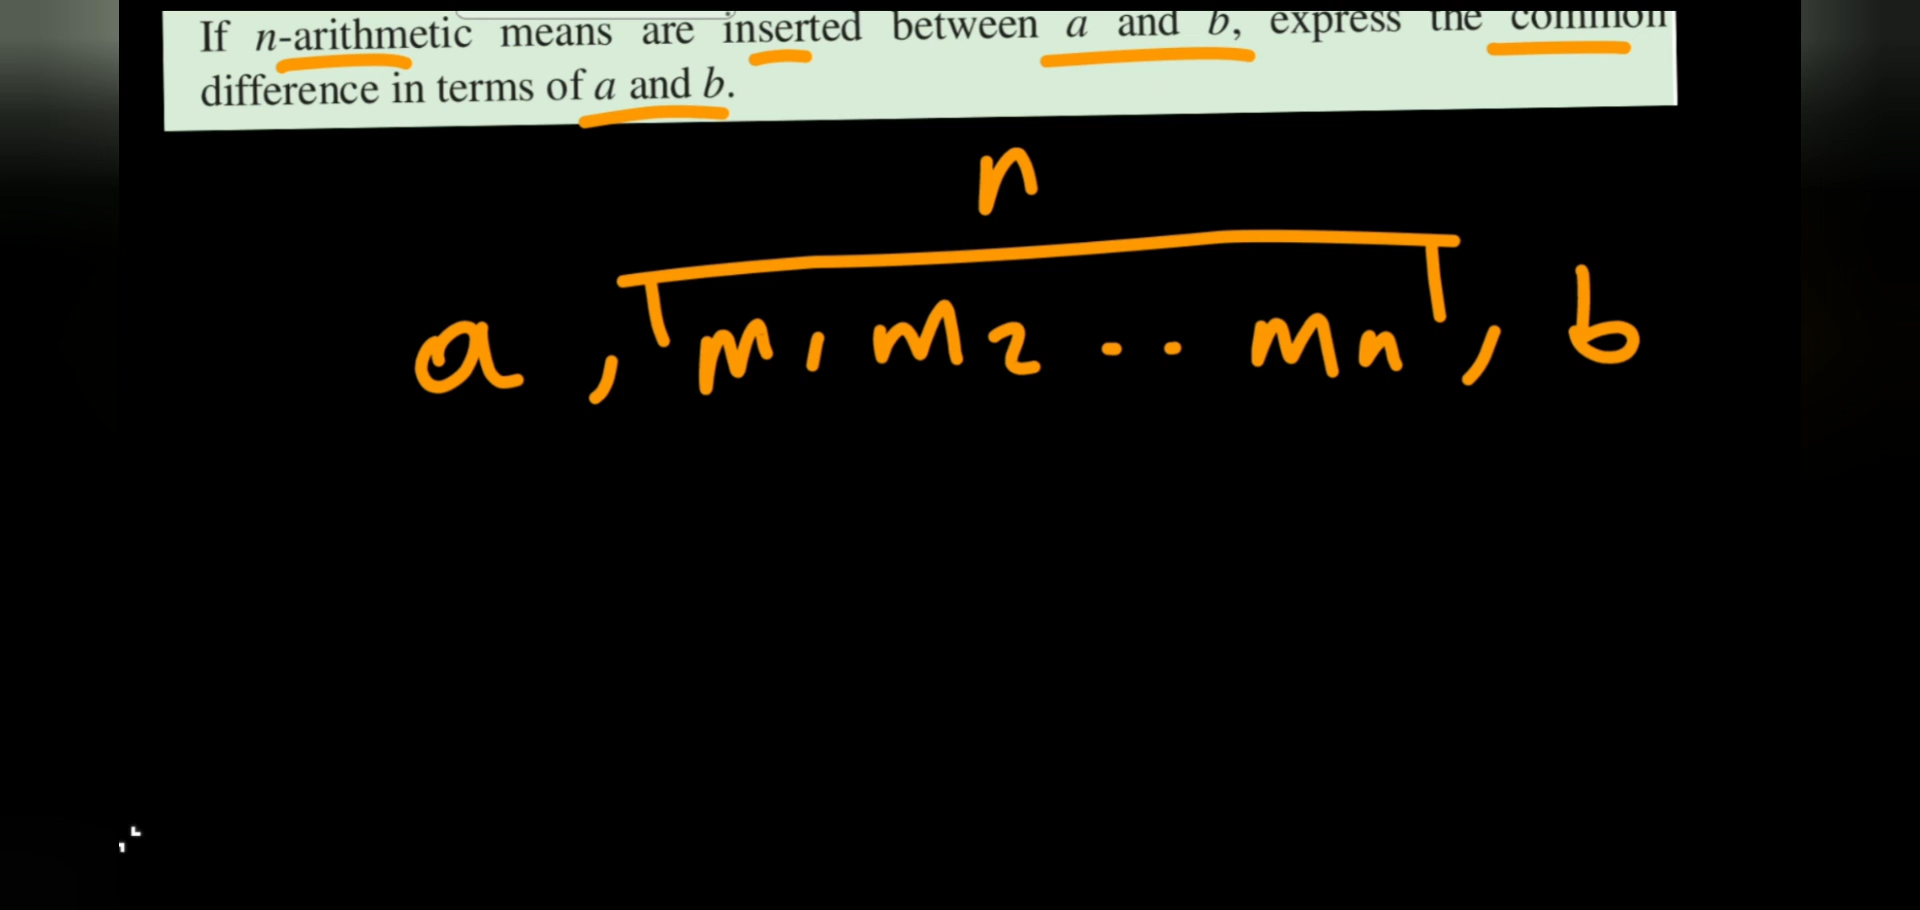 If n-arithmetic means are inserted between a and b, express the common
difference in terms of a and b.
n
a , m1 m2 .. mn , b